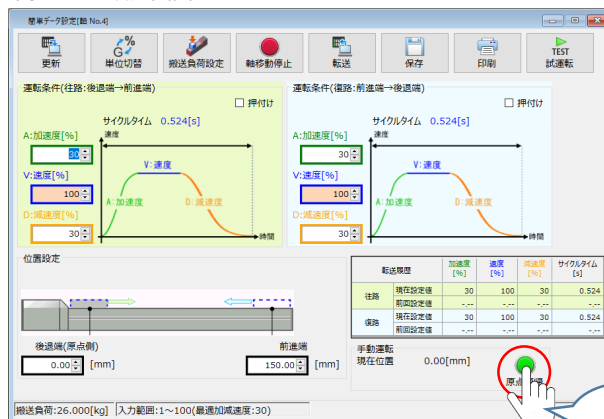 簡単データ設定[軸 No.4]
更新 単位切替 搬送負荷設定 軸移動停止 転送 保存 印刷 試運転
G
%
TEST
運転条件(往路:後退端→前進端)
押付け
サイクルタイム 0.524[s]
A:加速度[%]
30
V:速度[%]
100
D:減速度[%]
30
速度
V:速度
A:加速度
D:減速度
時間
運転条件(復路:前進端→後退端)
押付け
サイクルタイム 0.524[s]
A:加速度[%]
30
V:速度[%]
100
D:減速度[%]
30
速度
V:速度
A:加速度
D:減速度
時間
位置設定
後退端(原点側)
0.00 [mm]
前進端
150.00 [mm]
転送履歴 加速度[%] 速度[%] 減速度[%] サイクルタイム[s]
往路 現在設定値 30 100 30 0.524
前回設定値 -.-- -.-- -.-- -.--
復路 現在設定値 30 100 30 0.524
前回設定値 -.-- -.-- -.-- -.--
手動運転
現在位置 0.00[mm]
原点
搬送負荷:26.000[kg] 入力範囲:1～100(最適加減速度:30)